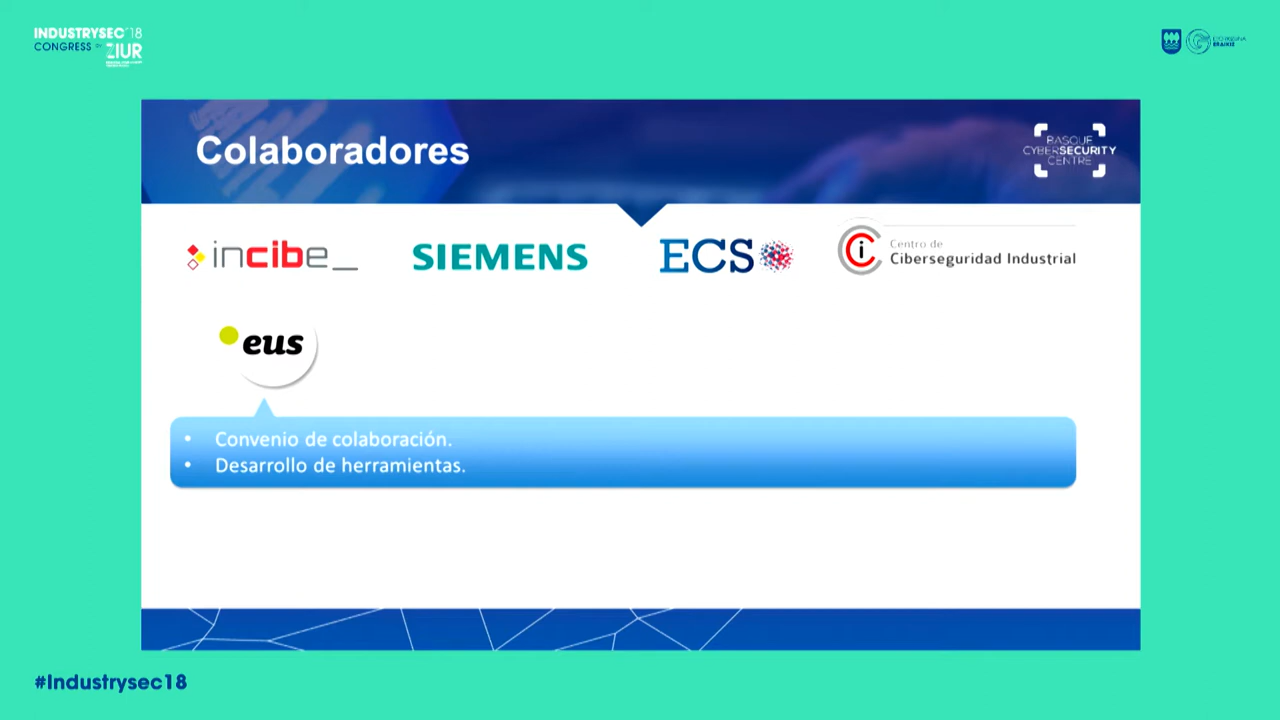 INDUSTRYSEC'18
CONGRESS BY ZIUR
Colaboradores
BASQUE
CYBERSECURITY
CENTRE
incibe_
SIEMENS
ECS
Centro de
Ciberseguridad Industrial
eus
• Convenio de colaboración.
• Desarrollo de herramientas.
#Industrysec18